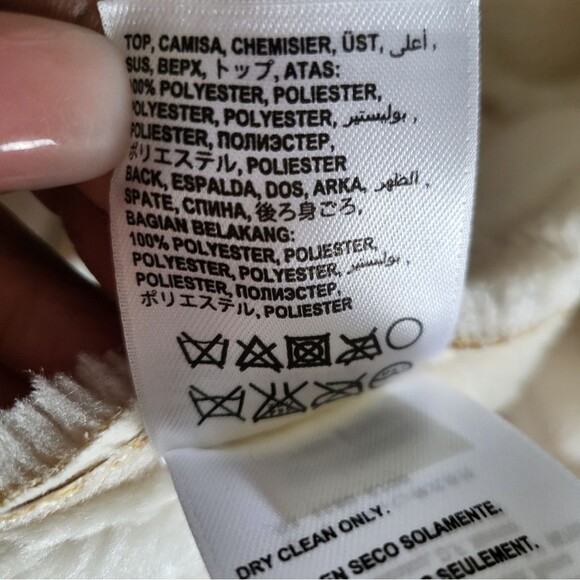 TOP, CAMISA, CHEMISIER, ÜST, أعلى,
SUS, ВЕРХ, トップ, ATAS:
100% POLYESTER, POLIESTER,
POLYESTER, POLYESTER, بوليستير,
POLIESTER, ПОЛИЭСТЕР,
ポリエステル, POLIESTER
BACK, ESPALDA, DOS, ARKA, الظهر,
SPATE, СПИНА, 後ろ身ごろ,
BAGIAN BELAKANG:
100% POLYESTER, POLIESTER,
POLYESTER, POLYESTER, بوليستير,
POLIESTER, ПОЛИЭСТЕР,
ポリエステル, POLIESTER
DRY CLEAN ONLY.
EN SECO SOLAMENTE.
SEULEMENT.